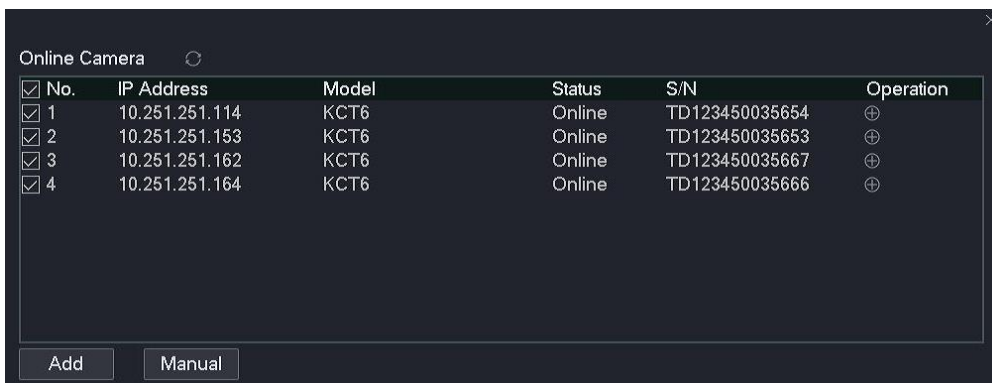 Online Camera
No. IP Address Model Status S/N Operation
1 10.251.251.114 KCT6 Online TD123450035654
2 10.251.251.153 KCT6 Online TD123450035653
3 10.251.251.162 KCT6 Online TD123450035667
4 10.251.251.164 KCT6 Online TD123450035666
Add Manual